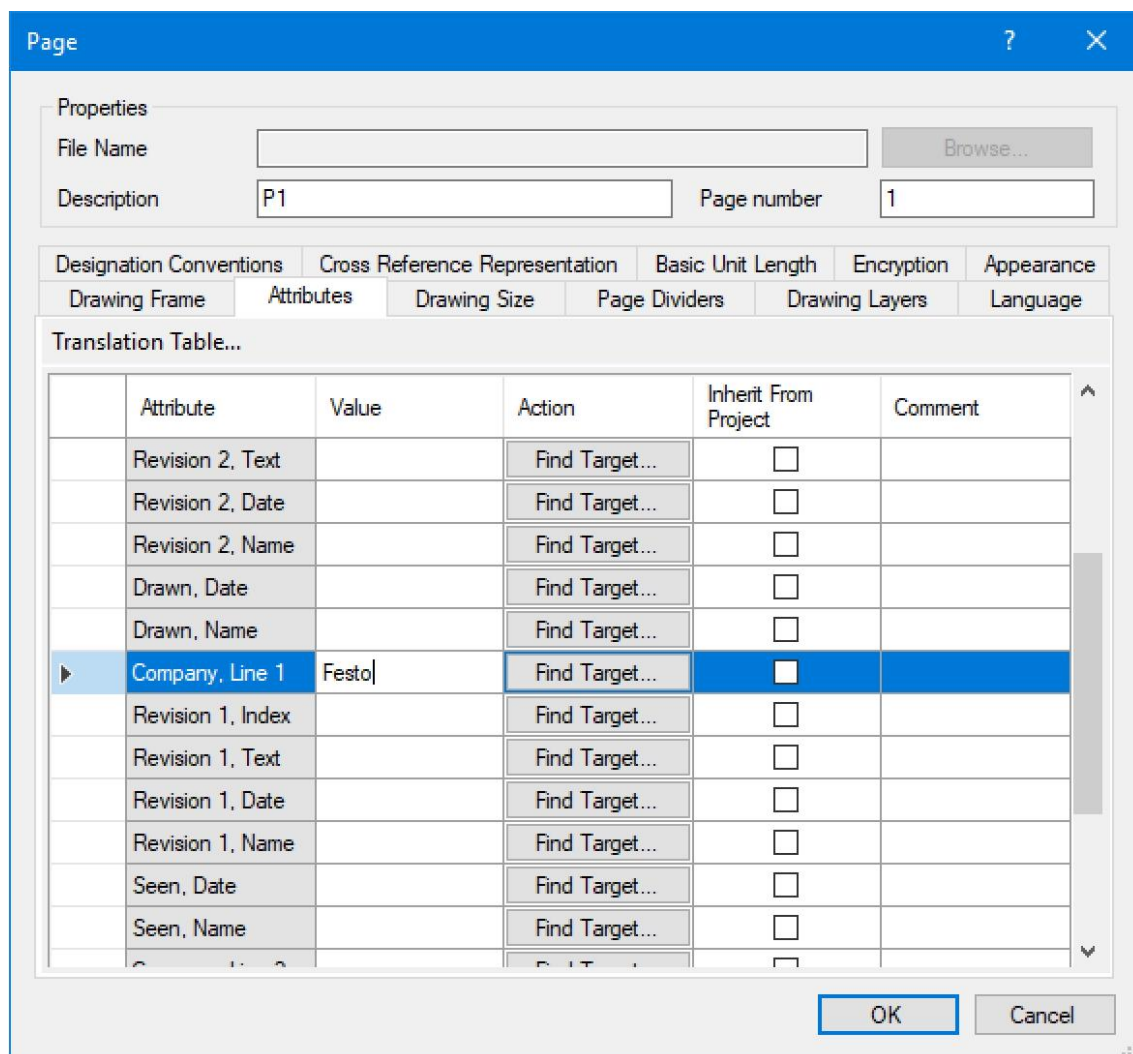 Page
Properties
File Name Browse...
Description P1 Page number 1
Designation Conventions Cross Reference Representation Basic Unit Length Encryption Appearance
Drawing Frame Attributes Drawing Size Page Dividers Drawing Layers Language
Translation Table...
Attribute Value Action Inherit From Project Comment
Revision 2, Text Find Target...
Revision 2, Date Find Target...
Revision 2, Name Find Target...
Drawn, Date Find Target...
Drawn, Name Find Target...
Company, Line 1 Festo Find Target...
Revision 1, Index Find Target...
Revision 1, Text Find Target...
Revision 1, Date Find Target...
Revision 1, Name Find Target...
Seen, Date Find Target...
Seen, Name Find Target...
OK Cancel